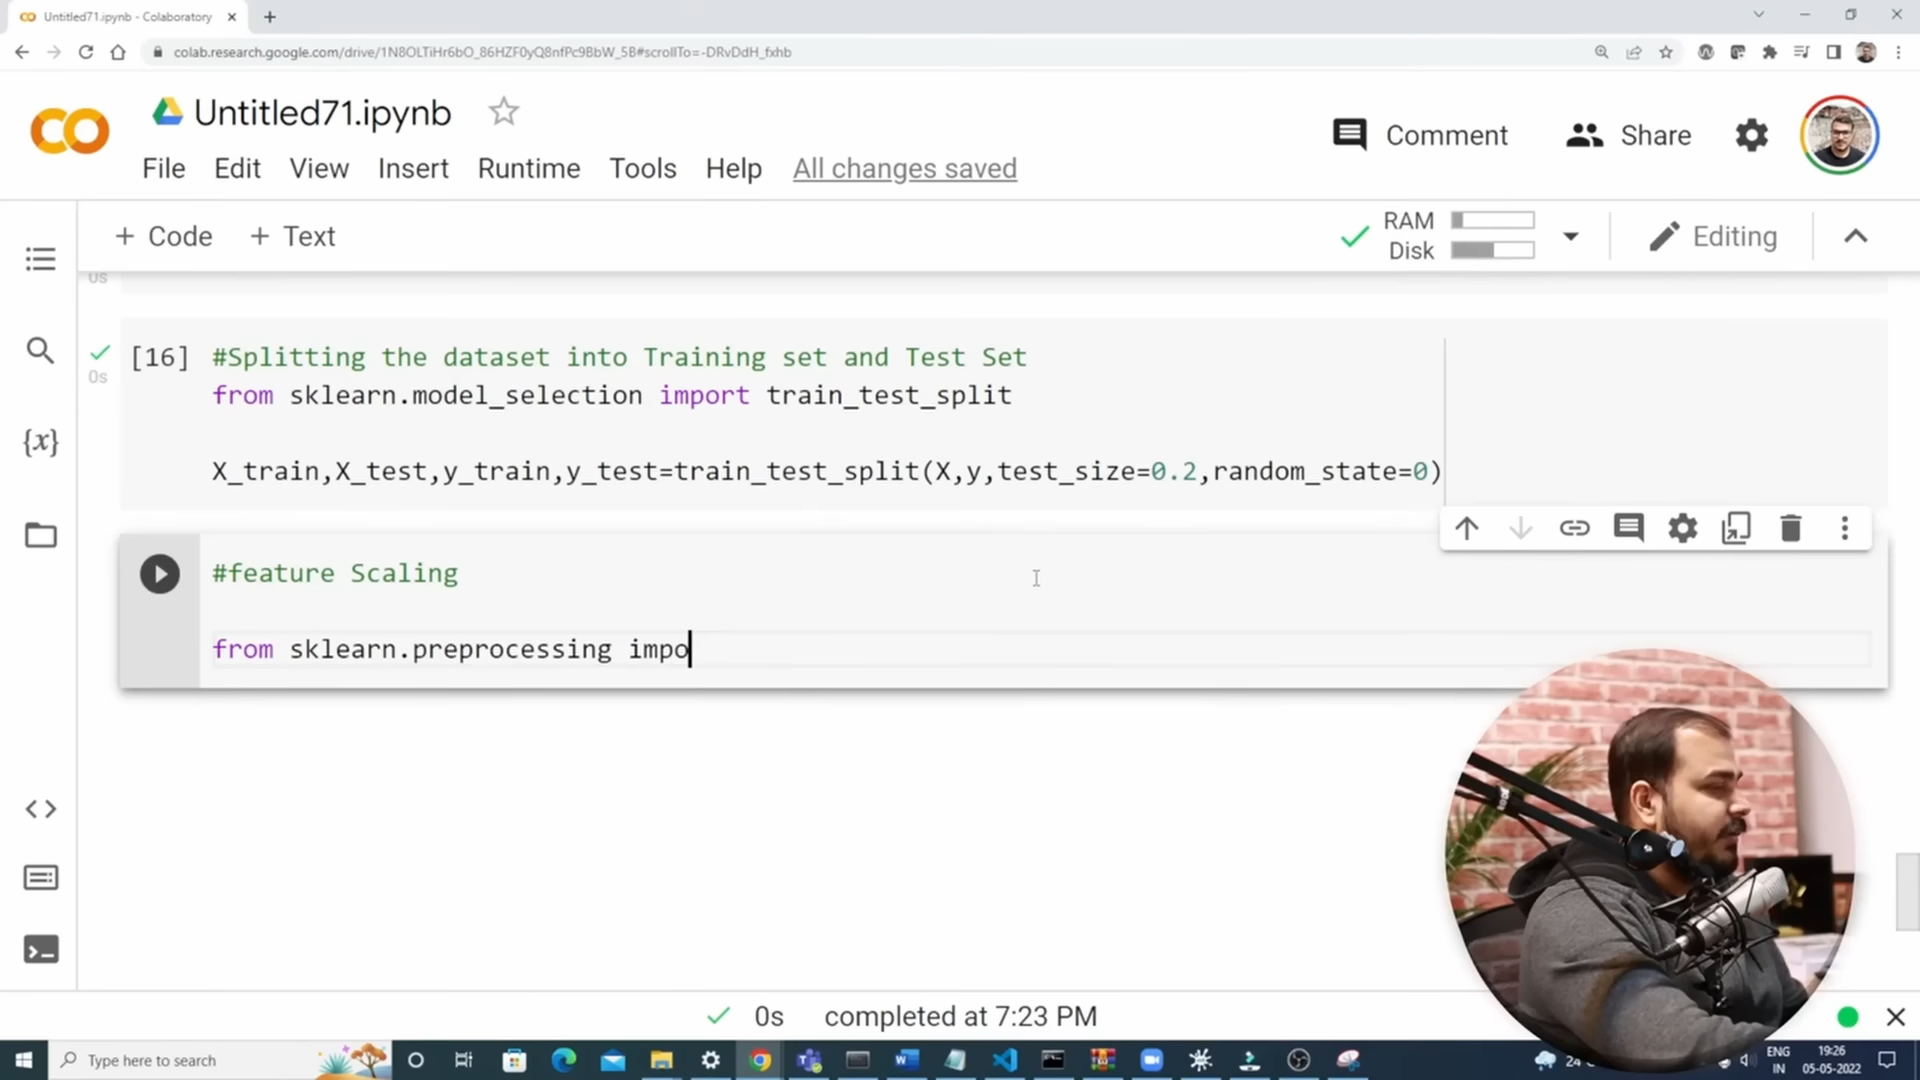 Untitled71.ipynb - Colaboratory
colab.research.google.com/drive/1N8OLTiHr6bO_86HZF0yQ8nfPc9BbW_5B#scrollTo=-DRvDdH_fxhb
Untitled71.ipynb
Comment
Share
File Edit View Insert Runtime Tools Help All changes saved
+ Code + Text
RAM
Disk
Editing
0s
[16] #Splitting the dataset into Training set and Test Set
0s
from sklearn.model_selection import train_test_split
X_train,X_test,y_train,y_test=train_test_split(X,y,test_size=0.2,random_state=0)
#feature Scaling
from sklearn.preprocessing impo
0s completed at 7:23 PM
Type here to search
24
ENG
IN
19:26
05-05-2022